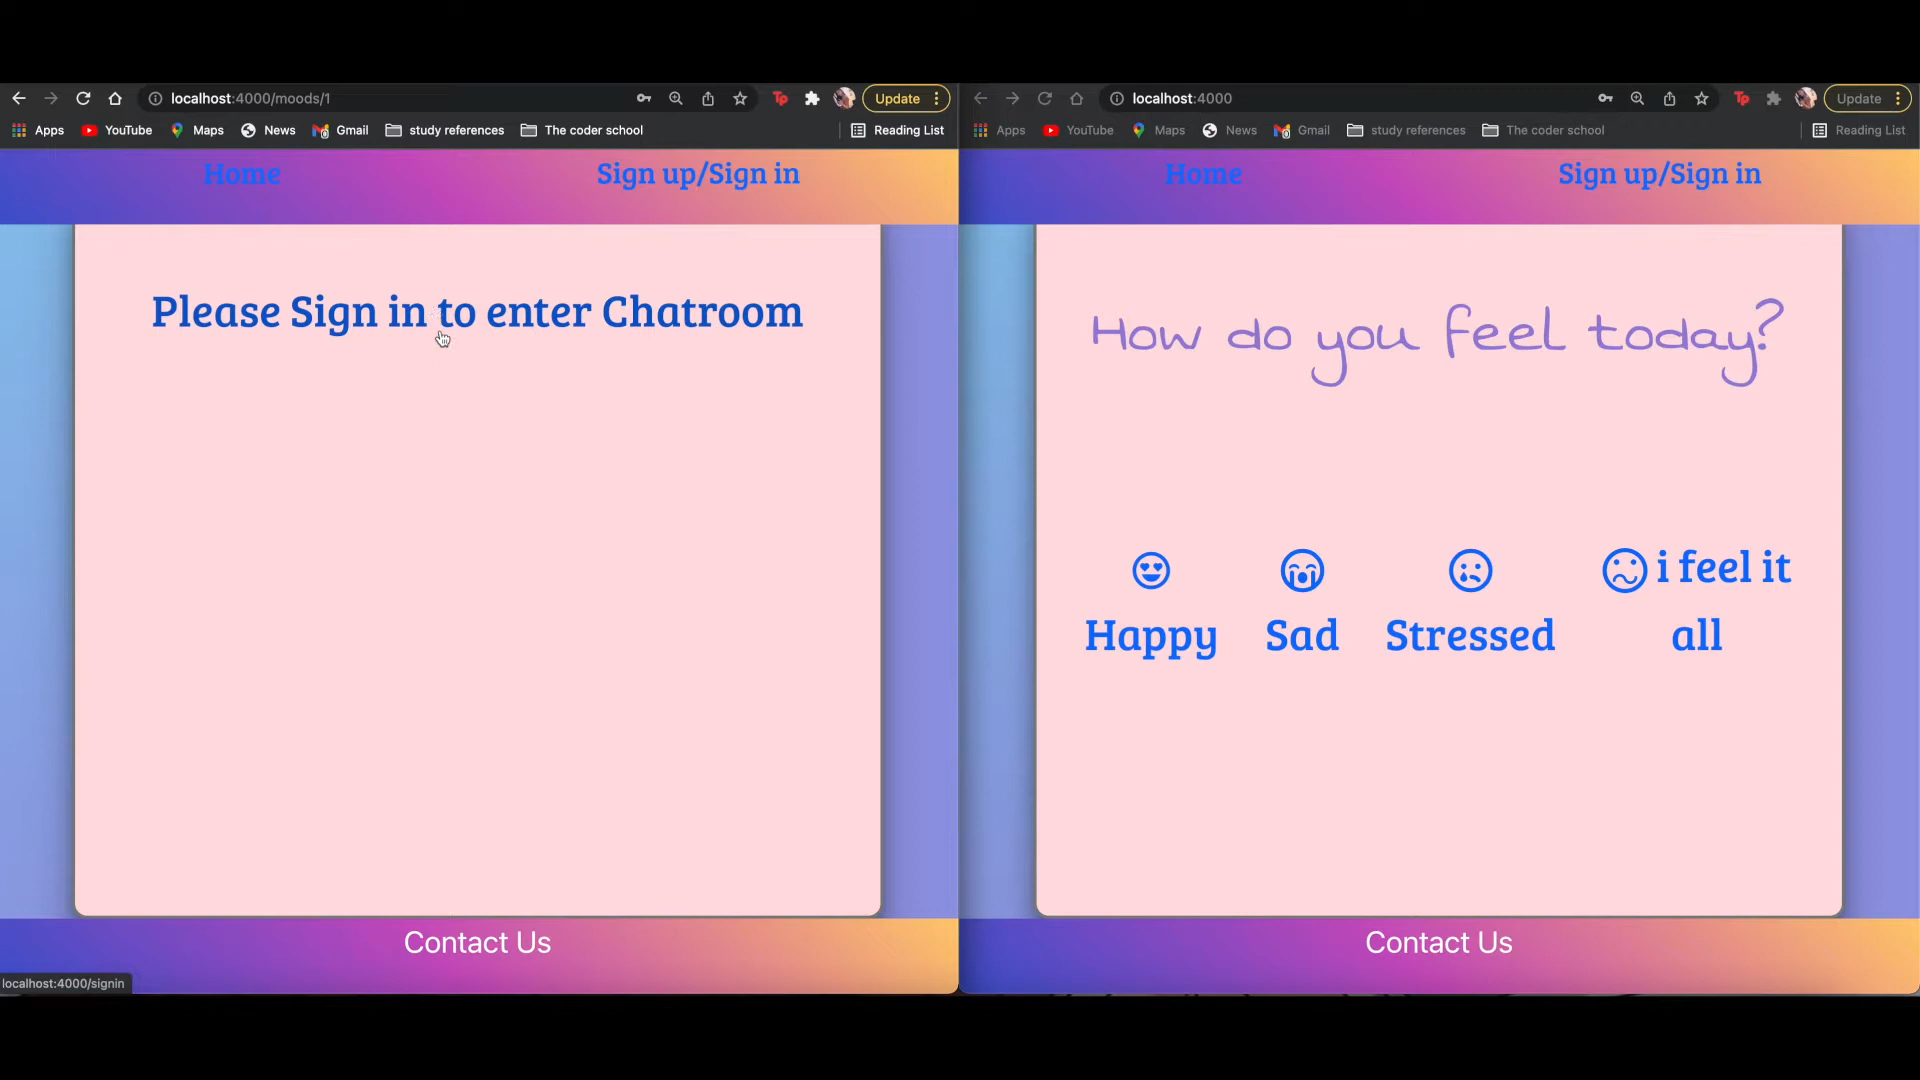 localhost:4000/moods/1
Update
Apps
YouTube
Maps
News
Gmail
study references
The coder school
Reading List
Home
Sign up/Sign in
Please Sign in to enter Chatroom
Contact Us
localhost:4000/signin
localhost:4000
Update
Apps
YouTube
Maps
News
Gmail
study references
The coder school
Reading List
Home
Sign up/Sign in
How do you feel today?
Happy
Sad
Stressed
i feel it
all
Contact Us